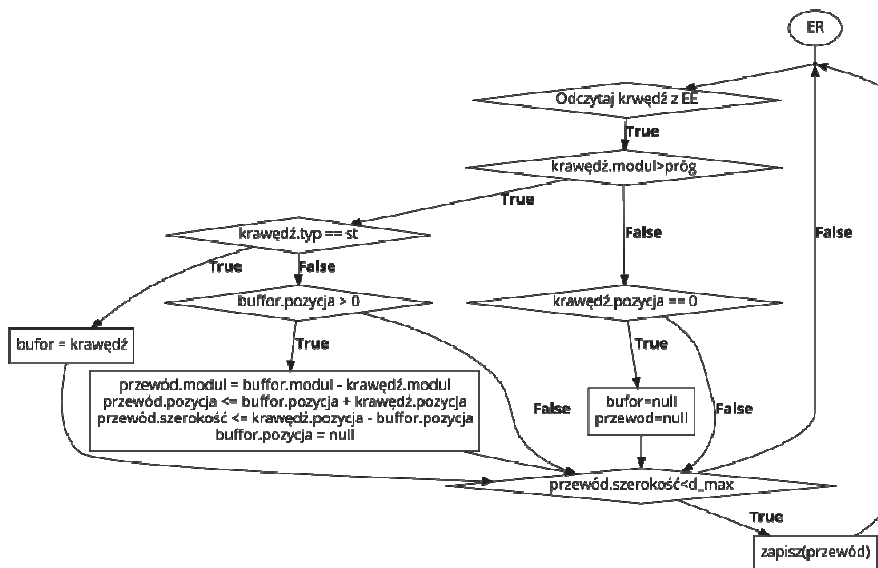 ER
Odczytaj krwędź z EE
True
krawędź.modul>próg
True
False
False
krawędź.typ == st
True
False
buffor.pozycja > 0
krawędź.pozycja == 0
bufor = krawędź
True
True
przewód.modul = buffor.modul - krawędź.modul
przewód.pozycja <= buffor.pozycja + krawędź.pozycja
przewód.szerokość <= krawędź.pozycja - buffor.pozycja
buffor.pozycja = null
False
bufor=null
przewod=null
False
przewód.szerokość<d_max
True
zapisz(przewód)